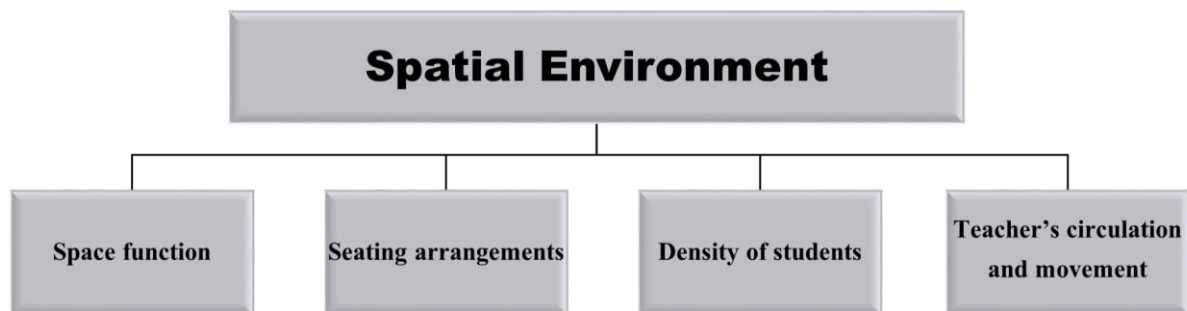 Spatial Environment
Space function
Seating arrangements
Density of students
Teacher’s circulation
and movement